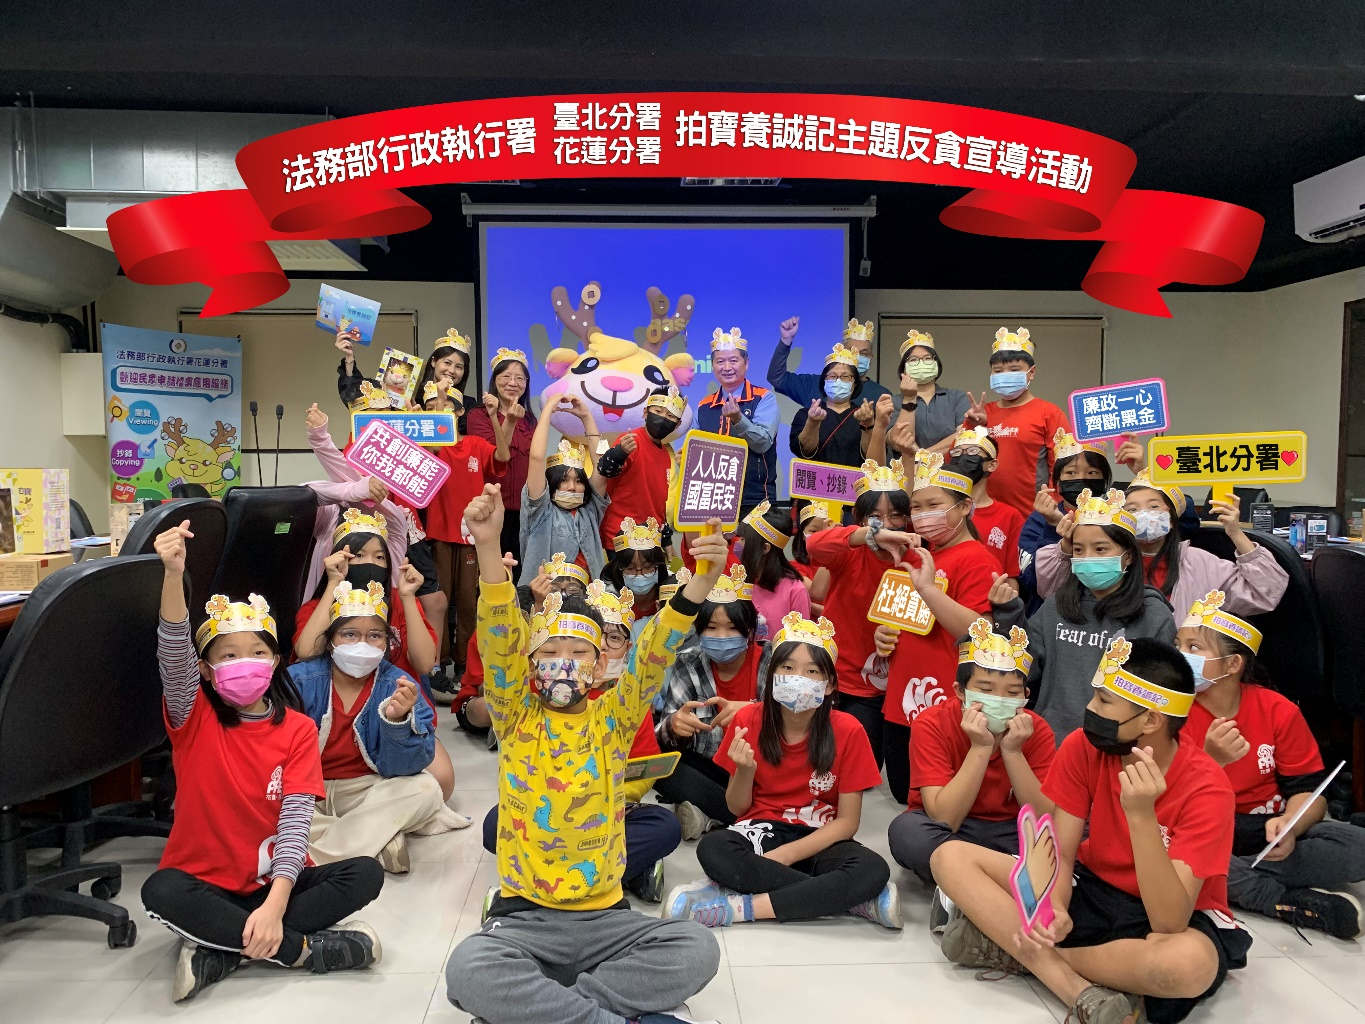 法務部行政執行署
臺北分署
花蓮分署
拍寶養誠記主題反貪宣導活動
法務部行政執行署花蓮分署
歡迎民眾申請檔案應用服務
閱覽
Viewing
抄錄
Copying
蓮分署
共創廉能
你我都能
人人反貪
國富民安
閱覽、抄錄
廉政一心
齊斷黑金
臺北分署
杜絕貪腐
拍寶養誠記
fear of